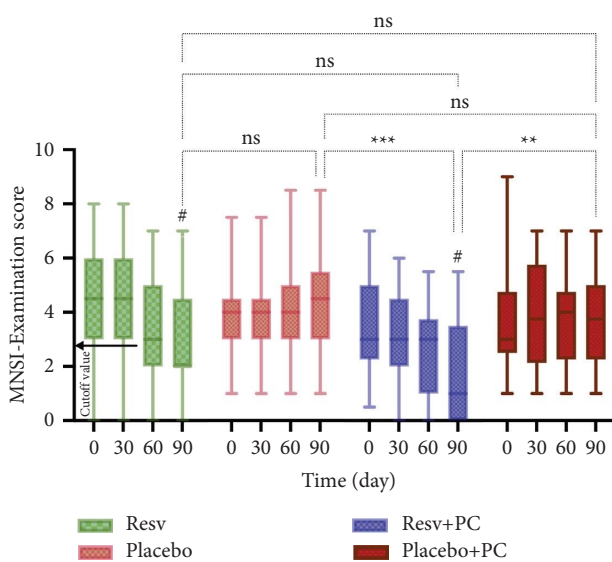 ns
ns
ns
ns *** **
10
8
6
4
2
0
MNSI-Examination score
Cutoff value
#
#
0 30 60 90 0 30 60 90 0 30 60 90 0 30 60 90
Time (day)
Resv Resv+PC
Placebo Placebo+PC